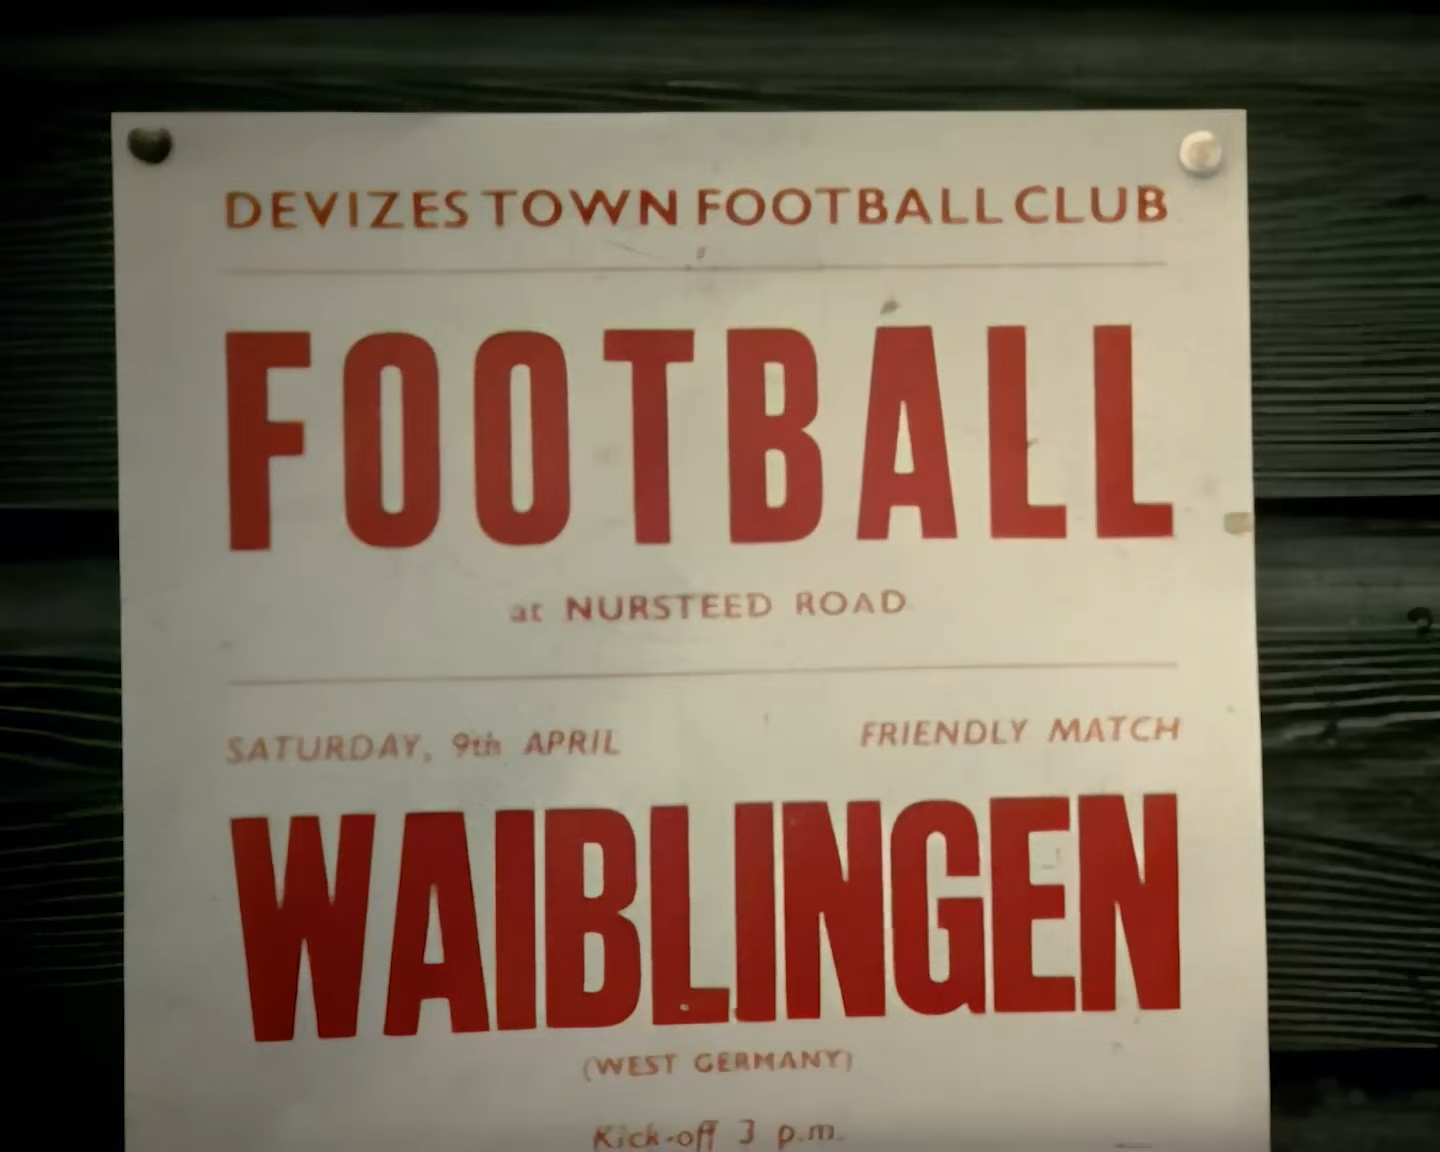 DEVIZES TOWN FOOTBALL CLUB
FOOTBALL
at NURSTEED ROAD
SATURDAY, 9th APRIL FRIENDLY MATCH
WAIBLINGEN
(WEST GERMANY)
Kick-off 3 p.m.